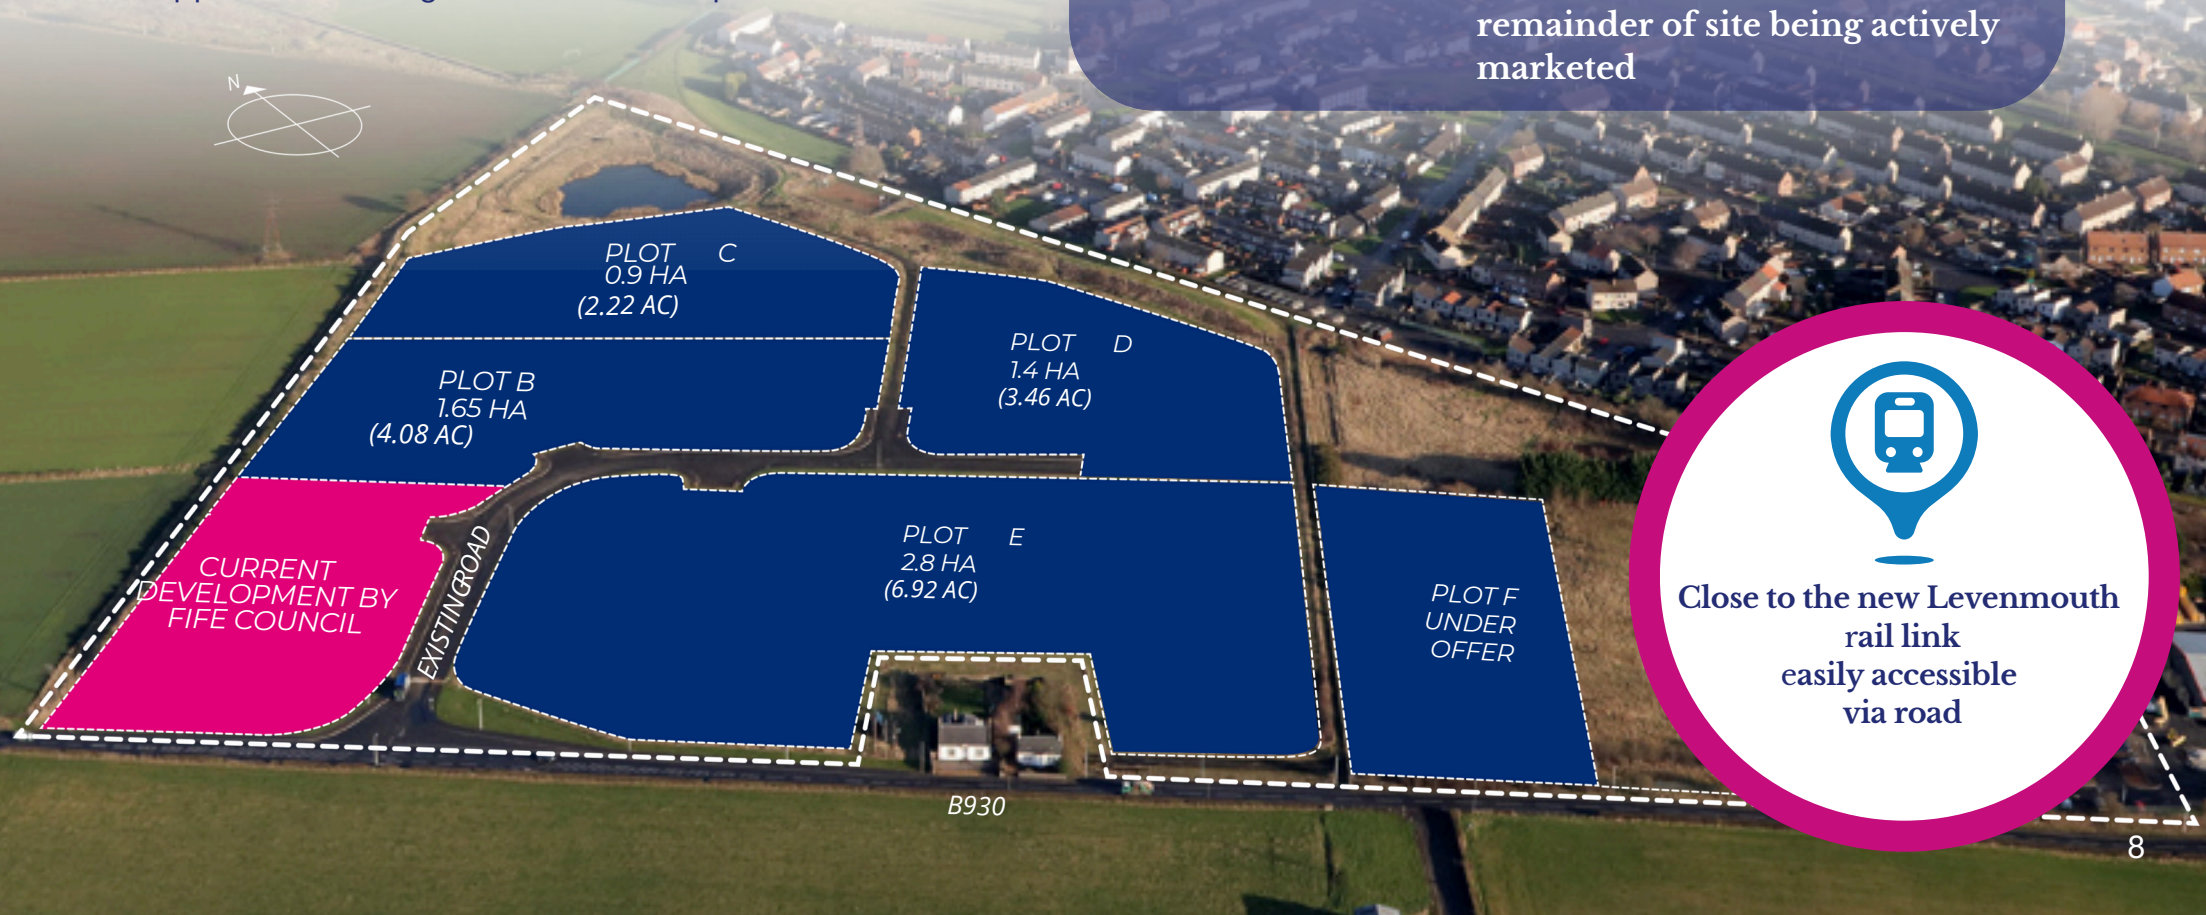 remainder of site being actively
marketed
N
PLOT C
0.9 HA
(2.22 AC)
PLOT D
1.4 HA
(3.46 AC)
PLOT B
1.65 HA
(4.08 AC)
PLOT E
2.8 HA
(6.92 AC)
CURRENT
DEVELOPMENT BY
FIFE COUNCIL
EXISTING ROAD
PLOT F
UNDER
OFFER
Close to the new Levenmouth
rail link
easily accessible
via road
B930
8